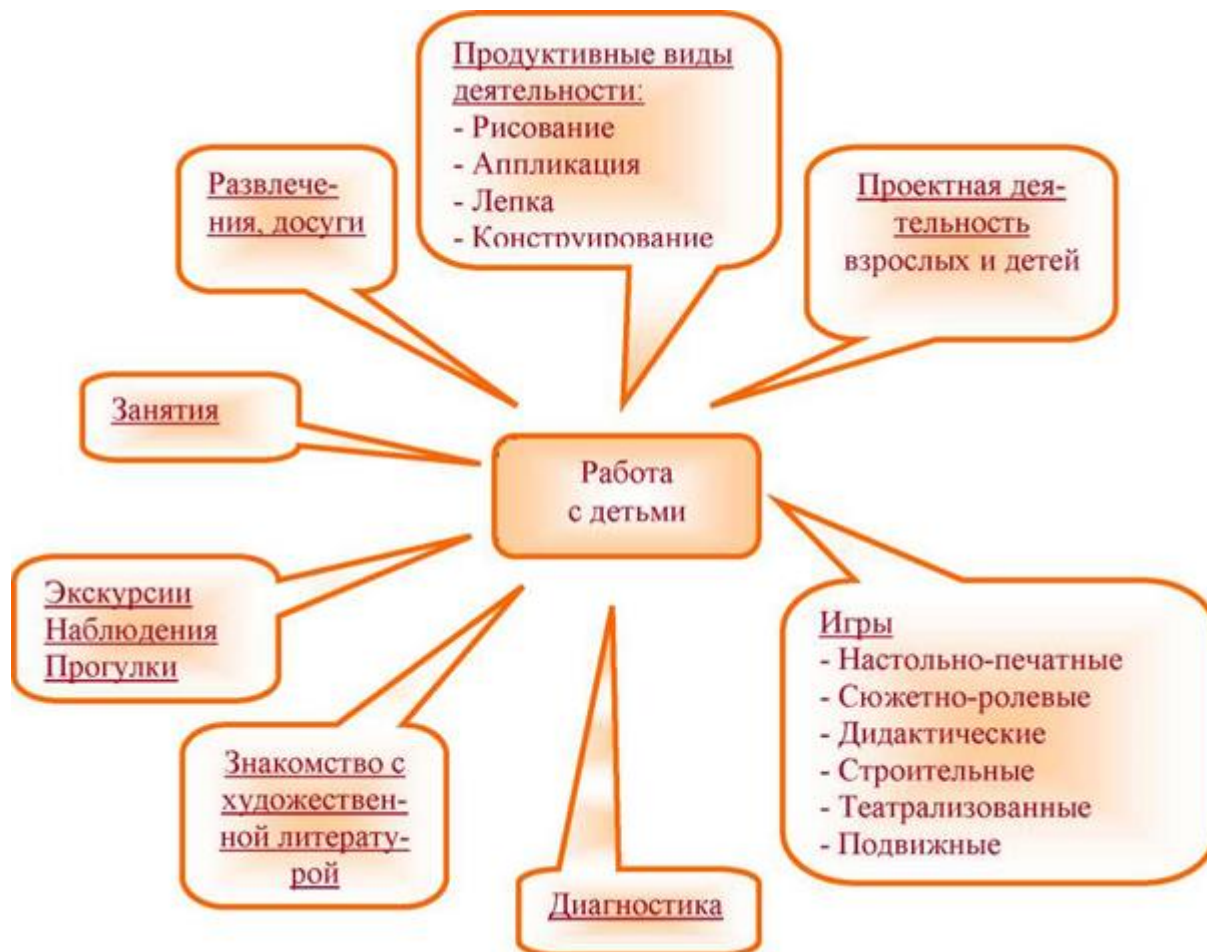 Продуктивные виды
деятельности:
- Рисование
- Аппликация
- Лепка
- Конструирование
Развлече-
ния, досуги
Проектная дея-
тельность
взрослых и детей
Занятия
Работа
с детьми
Экскурсии
Наблюдения
Прогулки
Игры
- Настольно-печатные
- Сюжетно-ролевые
- Дидактические
- Строительные
- Театрализованные
- Подвижные
Знакомство с
художествен-
ной литерату-
рой
Диагностика